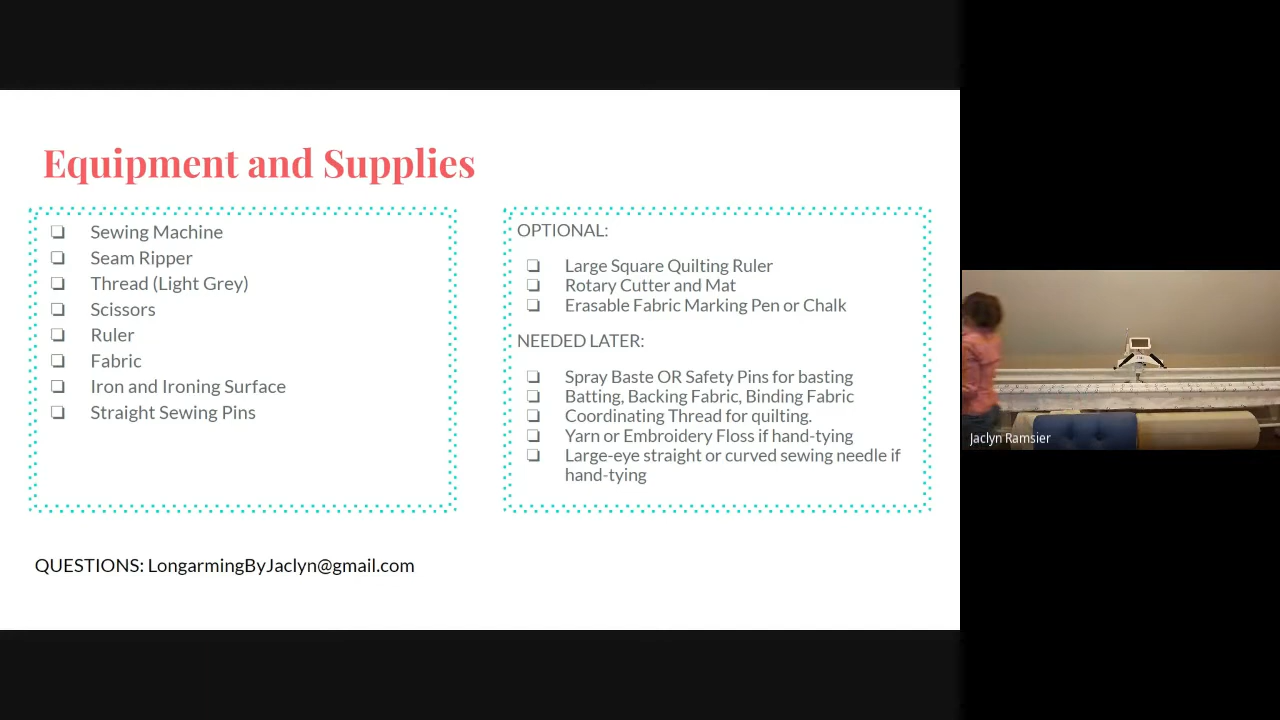 Equipment and Supplies
Sewing Machine
Seam Ripper
Thread (Light Grey)
Scissors
Ruler
Fabric
Iron and Ironing Surface
Straight Sewing Pins
OPTIONAL:
Large Square Quilting Ruler
Rotary Cutter and Mat
Erasable Fabric Marking Pen or Chalk
NEEDED LATER:
Spray Baste OR Safety Pins for basting
Batting, Backing Fabric, Binding Fabric
Coordinating Thread for quilting.
Yarn or Embroidery Floss if hand-tying
Large-eye straight or curved sewing needle if
hand-tying
QUESTIONS: LongarmingByJaclyn@gmail.com
Jaclyn Ramsier